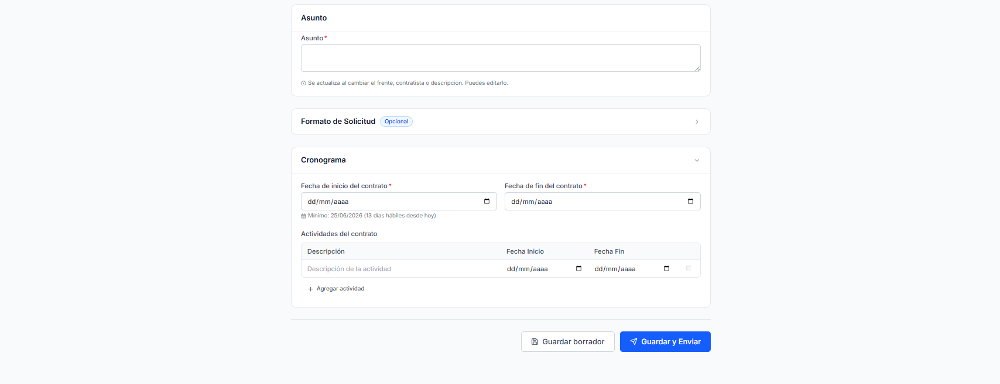 Asunto
Asunto*
Se actualiza al cambiar el frente, contratista o descripción. Puedes editarlo.
Formato de Solicitud Opcional
Cronograma
Fecha de inicio del contrato* Fecha de fin del contrato*
dd/mm/aaaa dd/mm/aaaa
Mínimo: 25/06/2026 (13 días hábiles desde hoy)
Actividades del contrato
Descripción Fecha Inicio Fecha Fin
Descripción de la actividad dd/mm/aaaa dd/mm/aaaa
+ Agregar actividad
Guardar borrador Guardar y Enviar